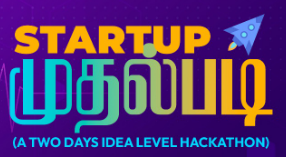 STARTUP
முதல்படி
(A TWO DAYS IDEA LEVEL HACKATHON)